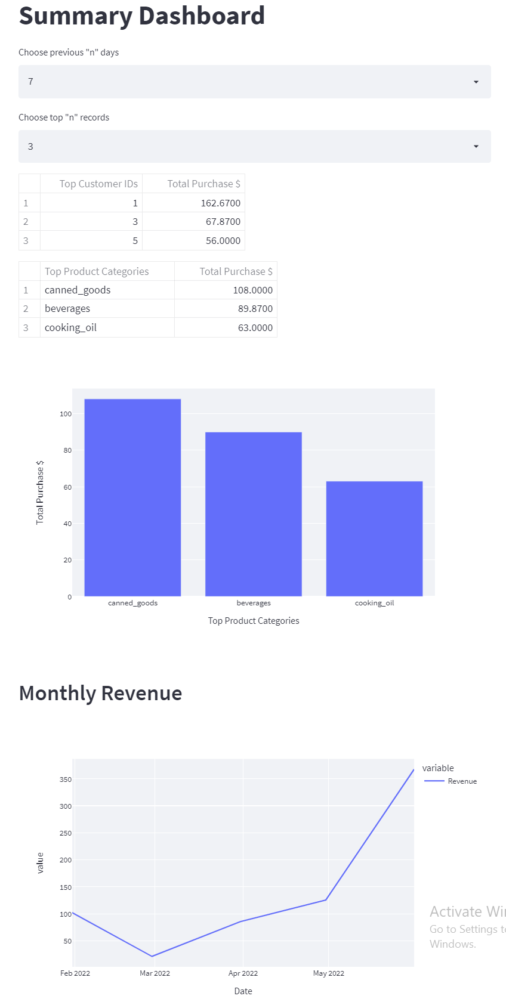 Summary Dashboard
Choose previous "n" days
7
Choose top "n" records
3
Top Customer IDs Total Purchase $
1 1 162.6700
2 3 67.8700
3 5 56.0000
Top Product Categories Total Purchase $
1 canned_goods 108.0000
2 beverages 89.8700
3 cooking_oil 63.0000
100
80
60
40
20
0
Total Purchase $
canned_goods beverages cooking_oil
Top Product Categories
Monthly Revenue
variable
Revenue
350
300
250
200
150
100
50
value
Feb 2022 Mar 2022 Apr 2022 May 2022
Date
Activate Wi
Go to Settings t
Windows.